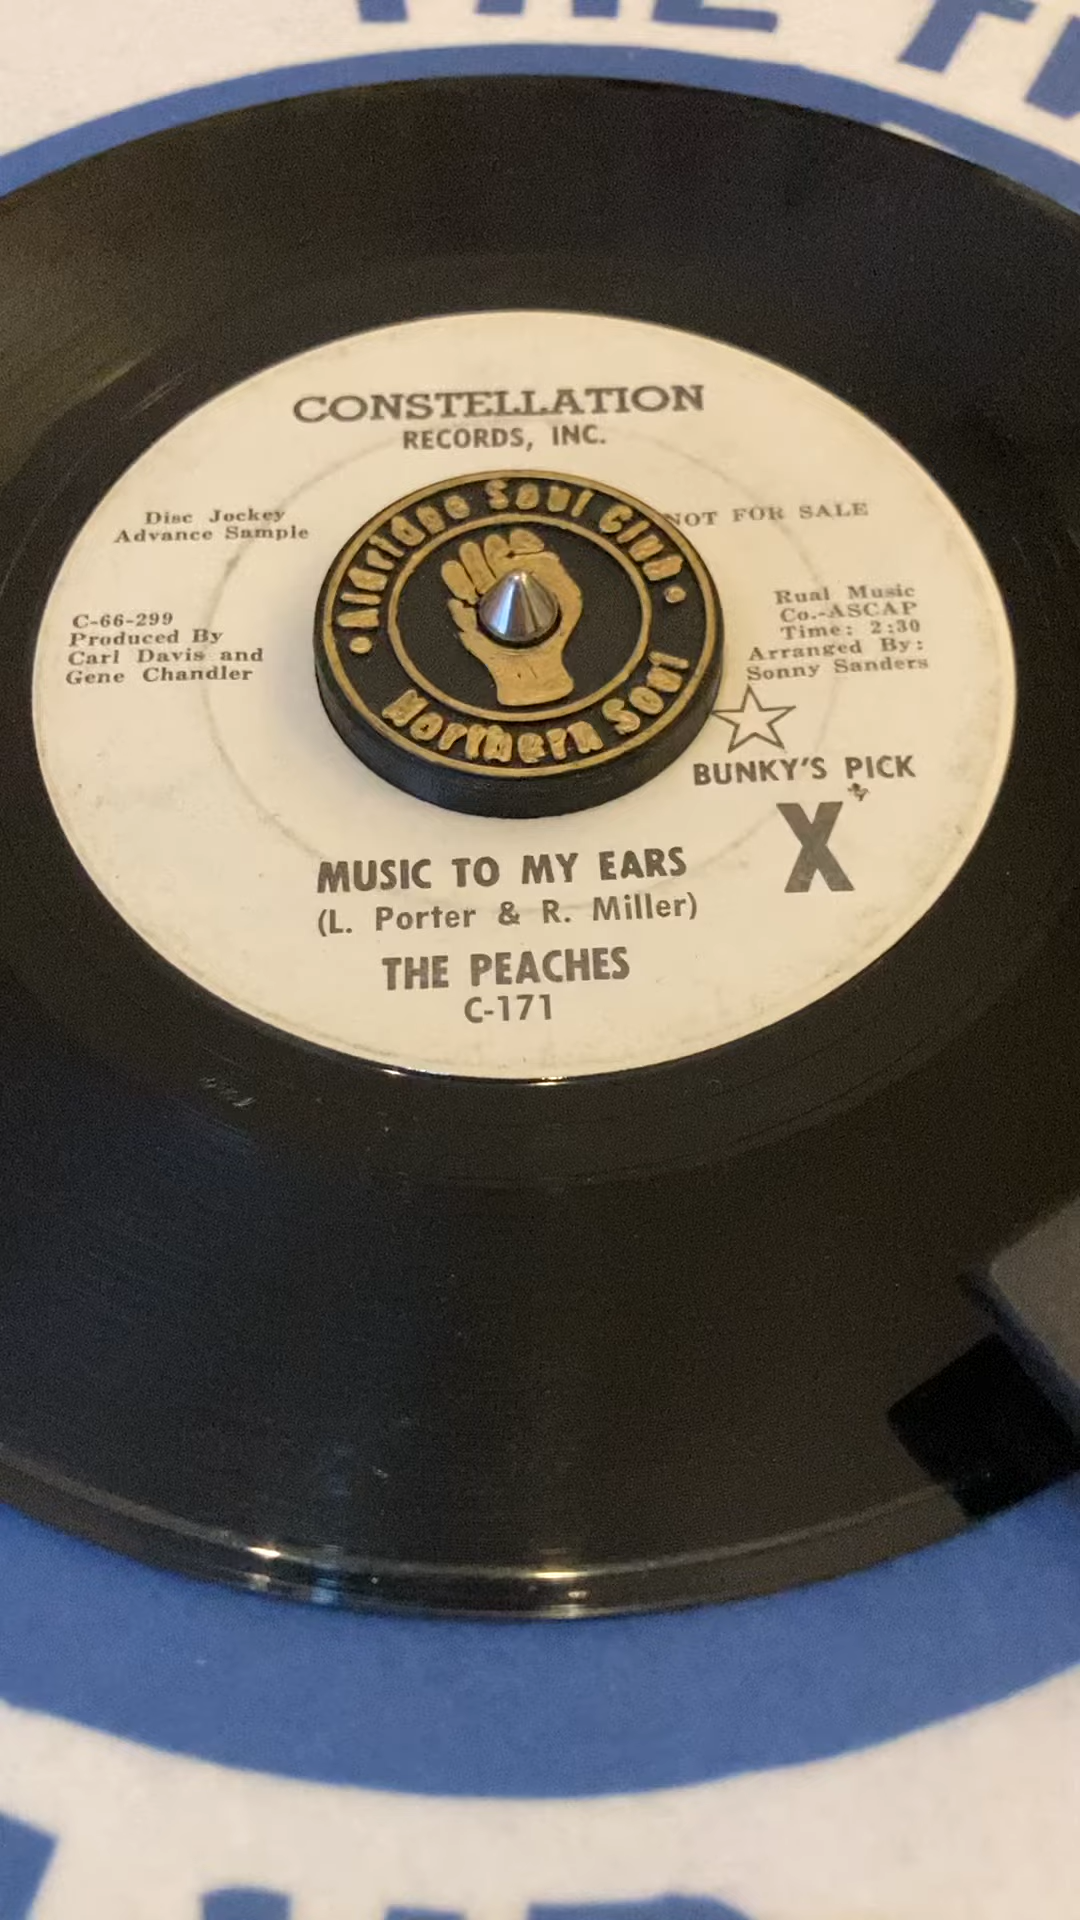 CONSTELLATION
RECORDS, INC.
Disc Jockey
Advance Sample
NOT FOR SALE
C-66-299
Produced By
Carl Davis and
Gene Chandler
Aldridge Soul Club
Northern Soul
Rual Music
Co.-ASCAP
Time: 2:30
Arranged By:
Sonny Sanders
BUNKY'S PICK
X
MUSIC TO MY EARS
(L. Porter & R. Miller)
THE PEACHES
C-171